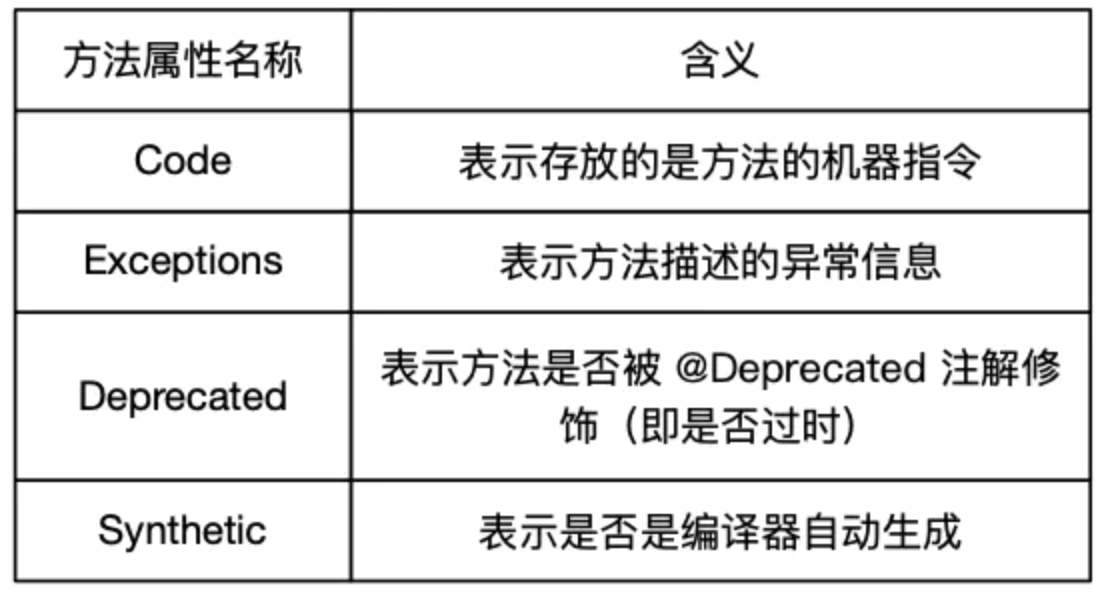 方法属性名称
含义
Code
表示存放的是方法的机器指令
Exceptions
表示方法描述的异常信息
Deprecated
表示方法是否被 @Deprecated 注解修
饰（即是否过时）
Synthetic
表示是否是编译器自动生成